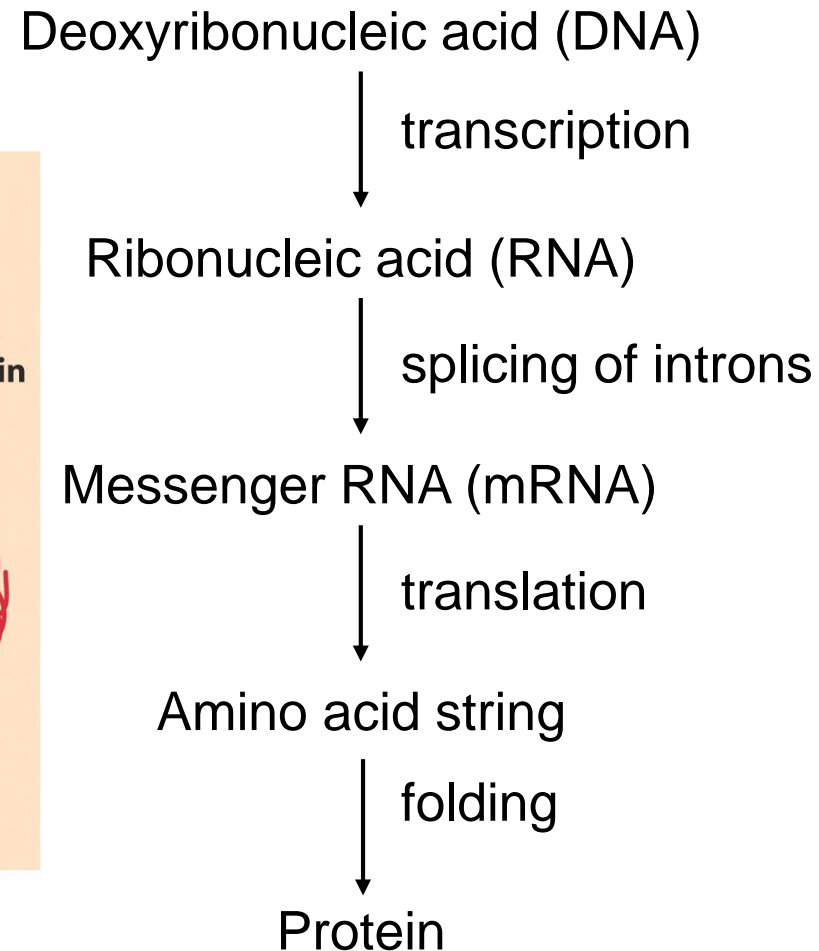 Deoxyribonucleic acid (DNA)
transcription
Ribonucleic acid (RNA)
splicing of introns
Messenger RNA (mRNA)
translation
Amino acid string
folding
Protein